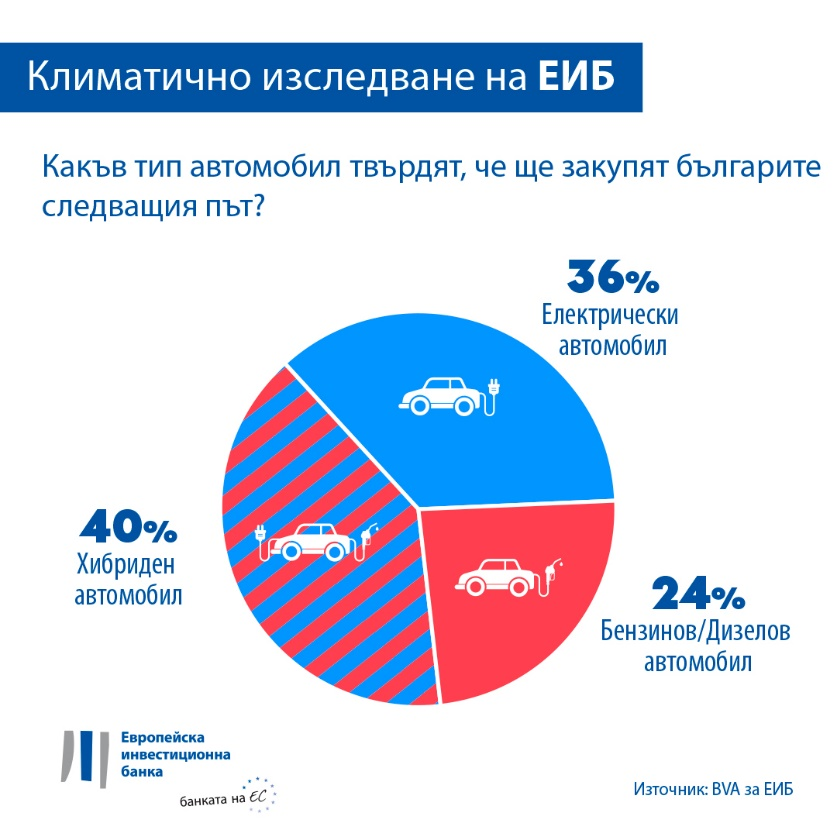 Климатично изследване на ЕИБ
Какъв тип автомобил твърдят, че ще закупят българите
следващия път?
36%
Електрически
автомобил
40%
Хибриден
автомобил
24%
Бензинов/Дизелов
автомобил
Европейска
инвестиционна
банка
банката на ЕС
Източник: BVA за ЕИБ